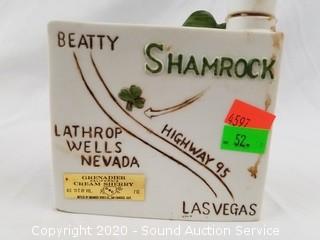 BEATTY
SHAMROCK
4597
52.
LATHROP
WELLS
NEVADA
HIGHWAY 95
GRENADIER
CREAM SHERRY
LAS VEGAS
Copyright 2020 - Sound Auction Service